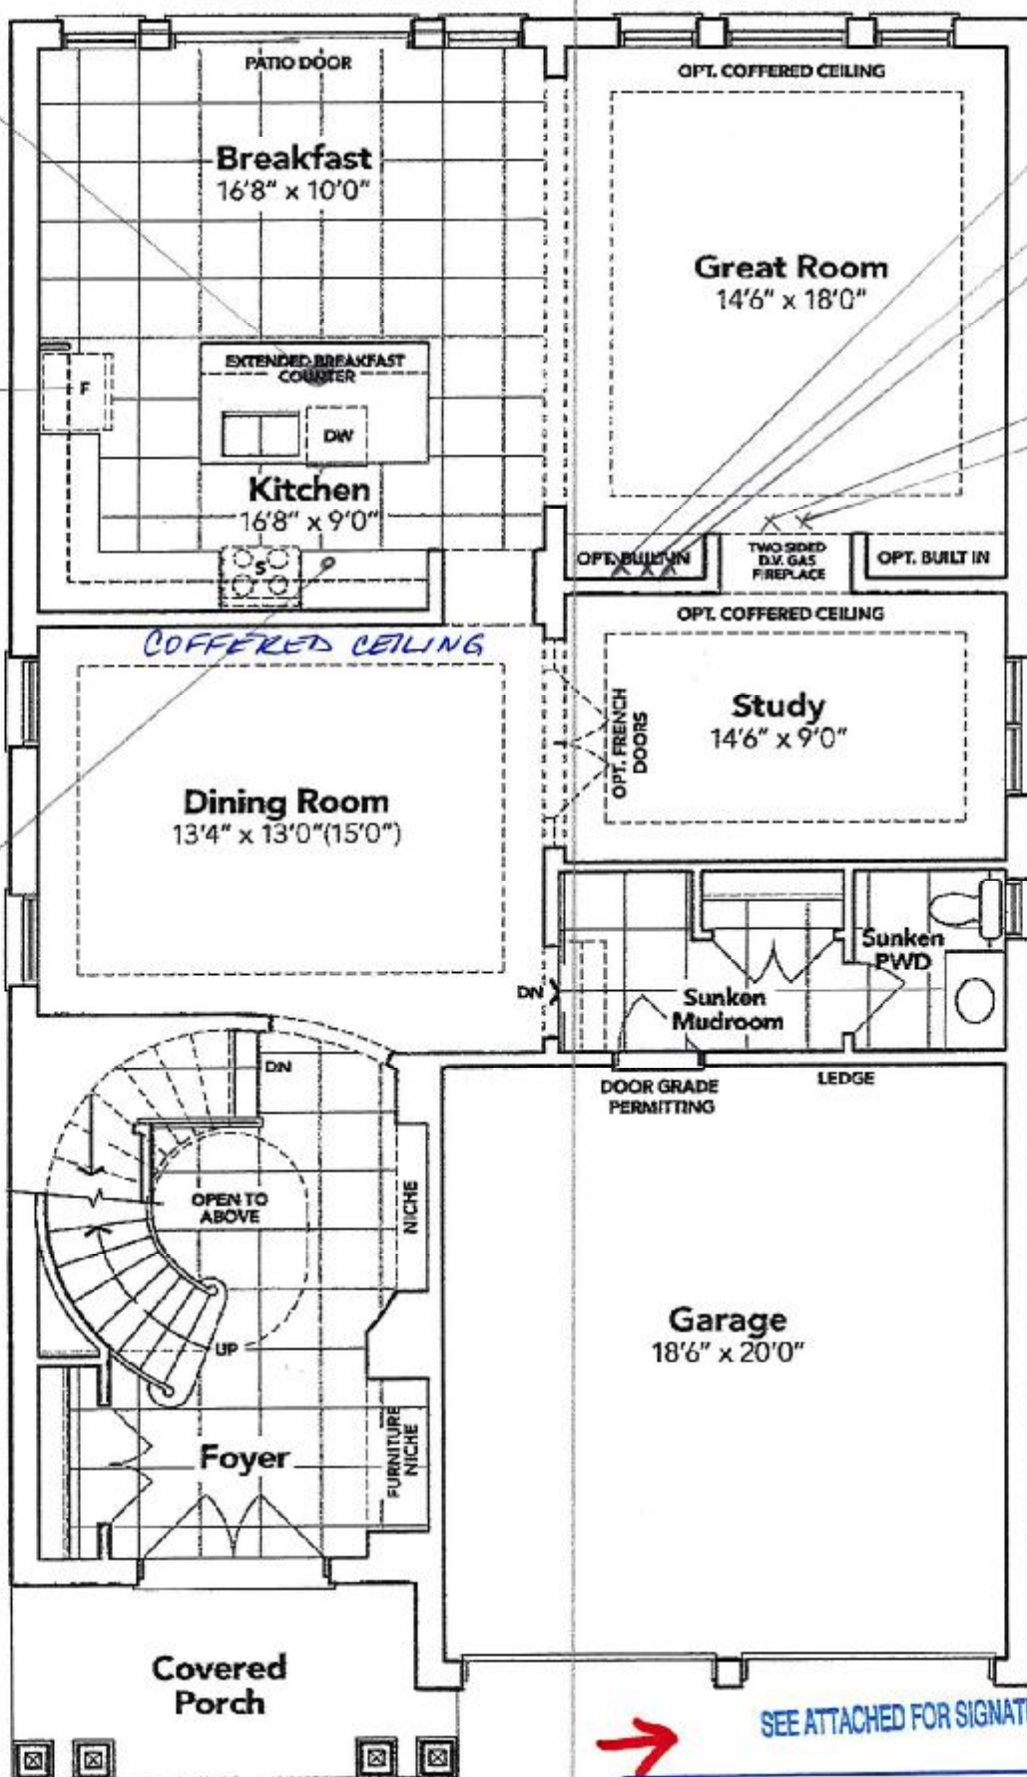 PATIO DOOR
OPT. COFFERED CEILING
Breakfast
16'8" x 10'0"
Great Room
14'6" x 18'0"
EXTENDED BREAKFAST
COUNTER
F
DW
Kitchen
16'8" x 9'0"
S
OPT. BUILT IN
TWO SIDED
D.V. GAS
FIREPLACE
OPT. BUILT IN
OPT. COFFERED CEILING
COFFERED CEILING
Study
14'6" x 9'0"
OPT. FRENCH
DOORS
Dining Room
13'4" x 13'0"(15'0")
Sunken
PWD
DN
Sunken
Mudroom
DN
DOOR GRADE
PERMITTING
LEDGE
OPEN TO
ABOVE
NICHE
UP
Garage
18'6" x 20'0"
Foyer
FURNITURE
NICHE
Covered
Porch
SEE ATTACHED FOR SIGNAT